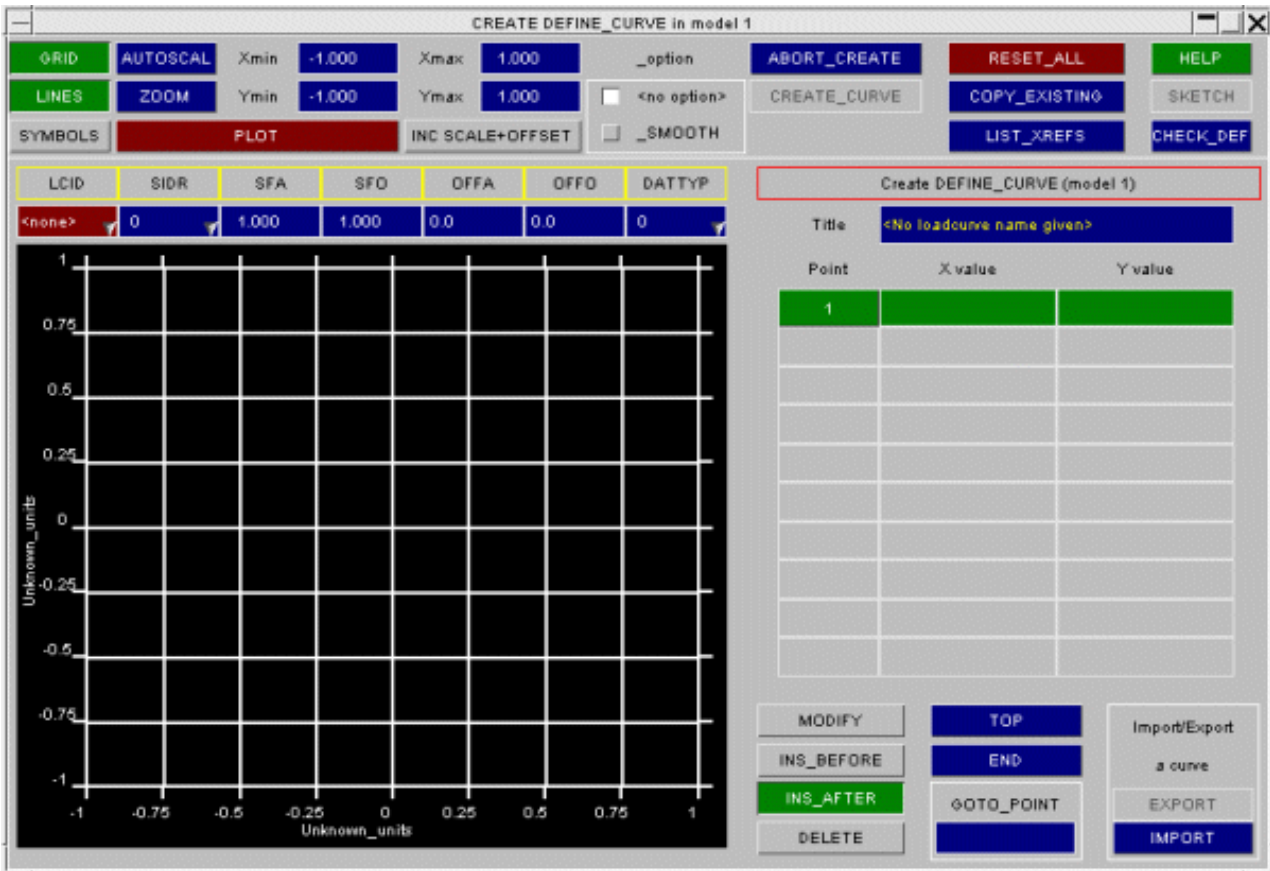 CREATE DEFINE_CURVE in model 1
GRID AUTOSCAL Xmin -1.000 Xmax 1.000 _option ABORT_CREATE RESET_ALL HELP
LINES ZOOM Ymin -1.000 Ymax 1.000 <no option> CREATE_CURVE COPY_EXISTING SKETCH
SYMBOLS PLOT INC SCALE+OFFSET _SMOOTH LIST_XREFS CHECK_DEF
LCID SIDR SFA SFO OFFA OFFO DATTYP
<none> 0 1.000 1.000 0.0 0.0 0
1
0.75
0.5
0.25
0
-0.25
-0.5
-0.75
-1
Unknown_units
-1 -0.75 -0.5 -0.25 0 0.25 0.5 0.75 1
Unknown_units
Create DEFINE_CURVE (model 1)
Title <No loadcurve name given>
Point X value Y value
1
MODIFY TOP Import/Export
INS_BEFORE END a curve
INS_AFTER GOTO_POINT EXPORT
DELETE IMPORT